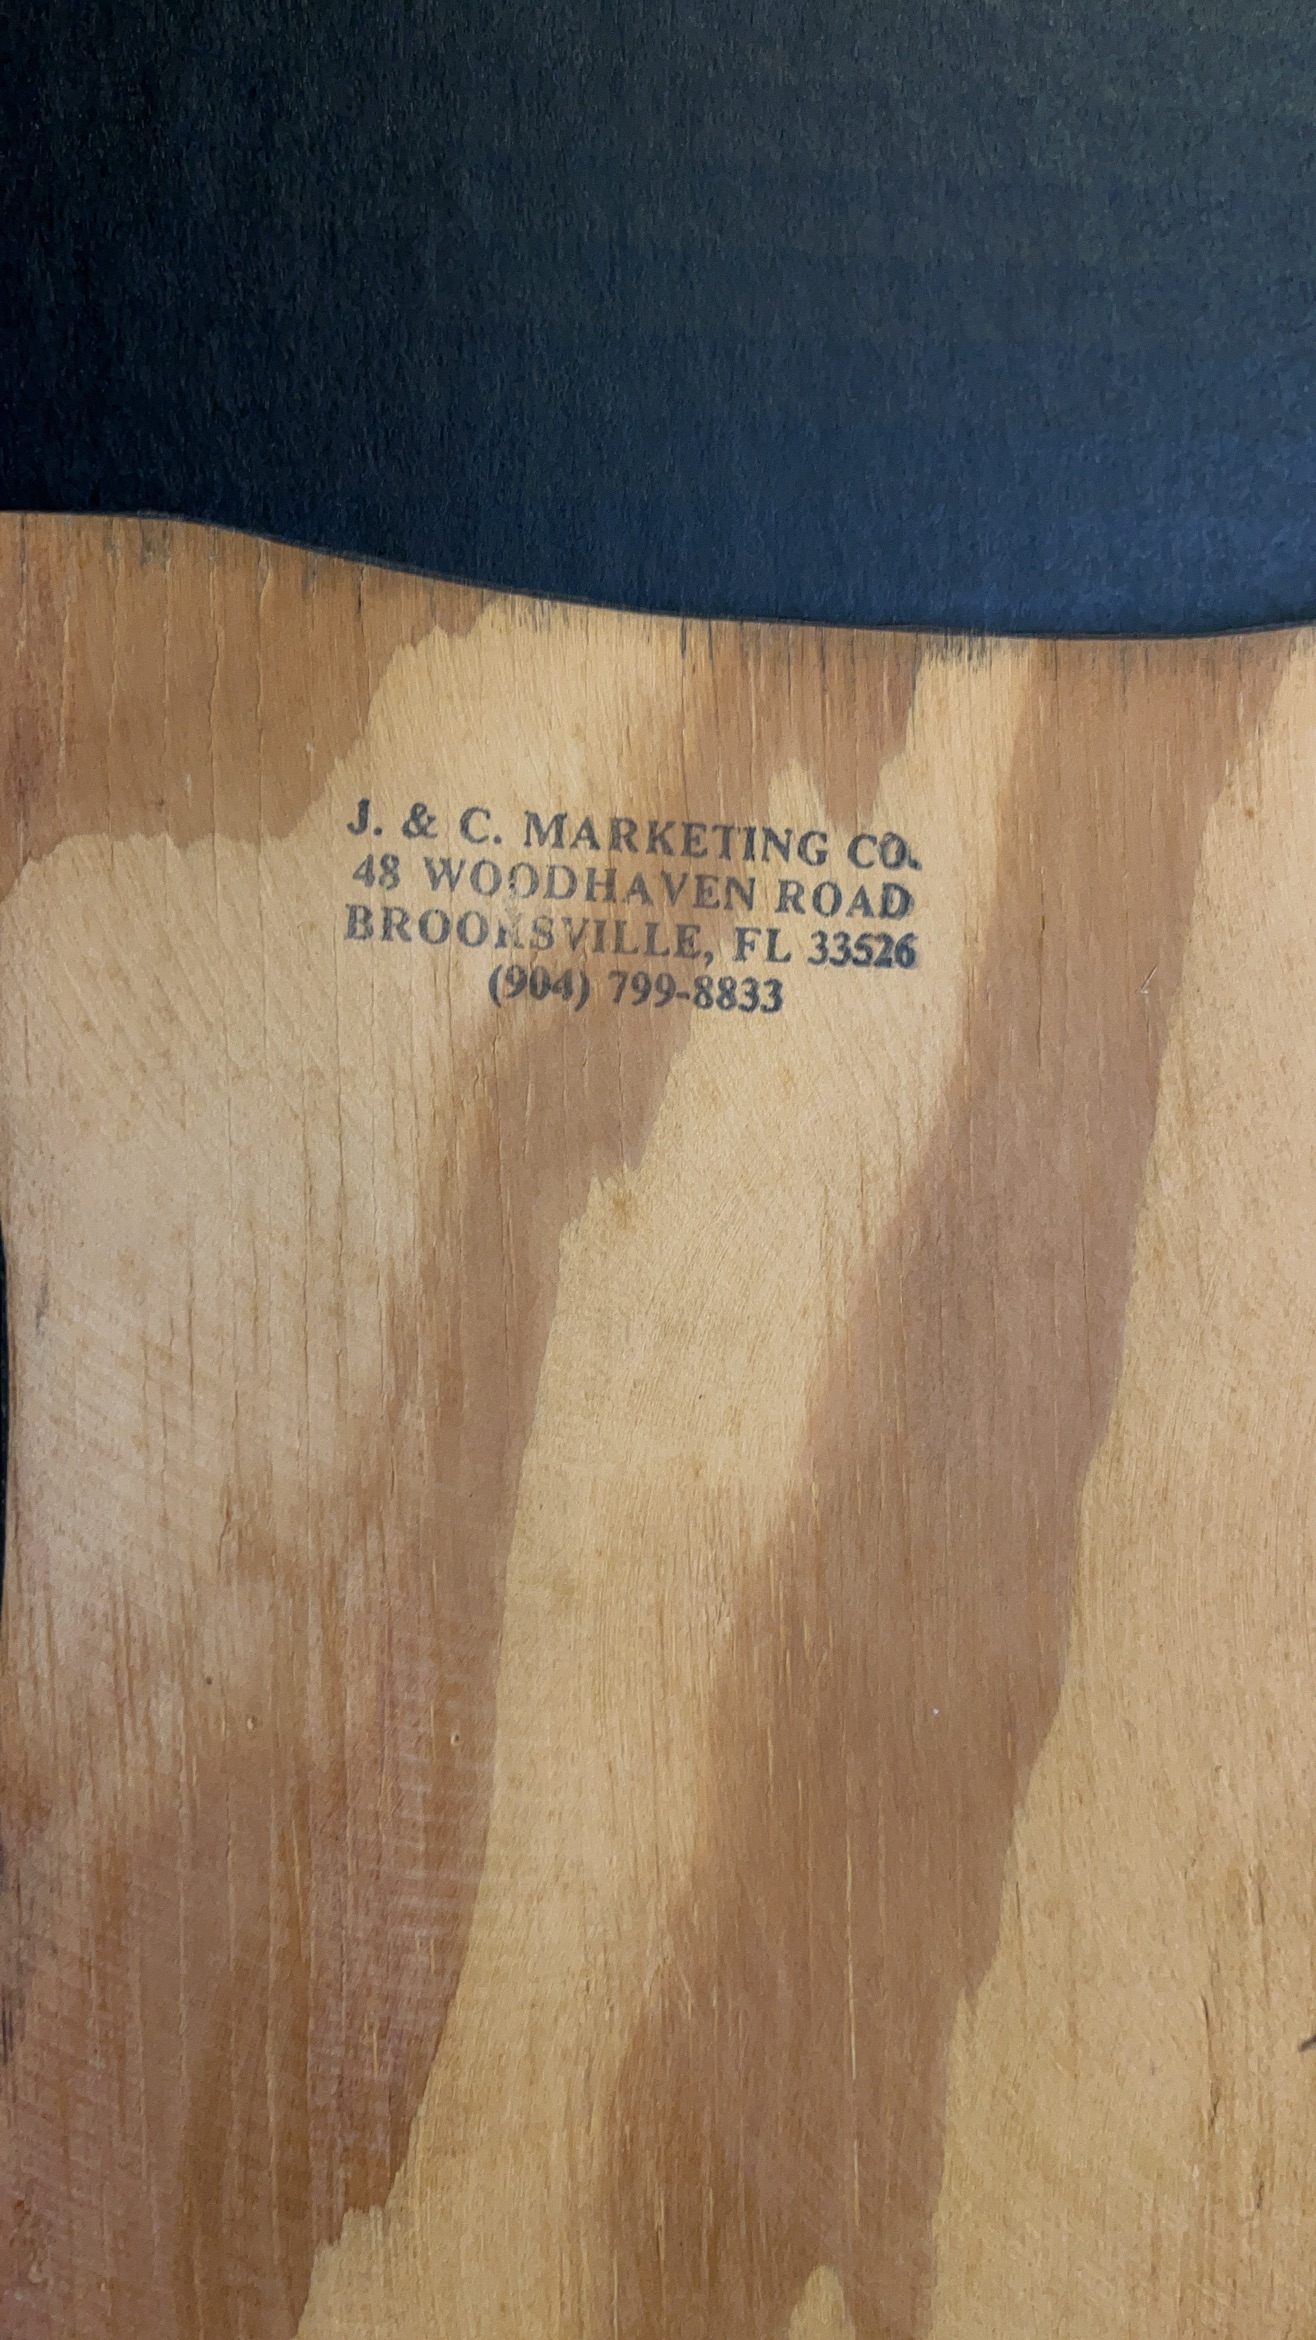 J. & C. MARKETING CO.
48 WOODHAVEN ROAD
BROOKSVILLE, FL 33526
(904) 799-8833